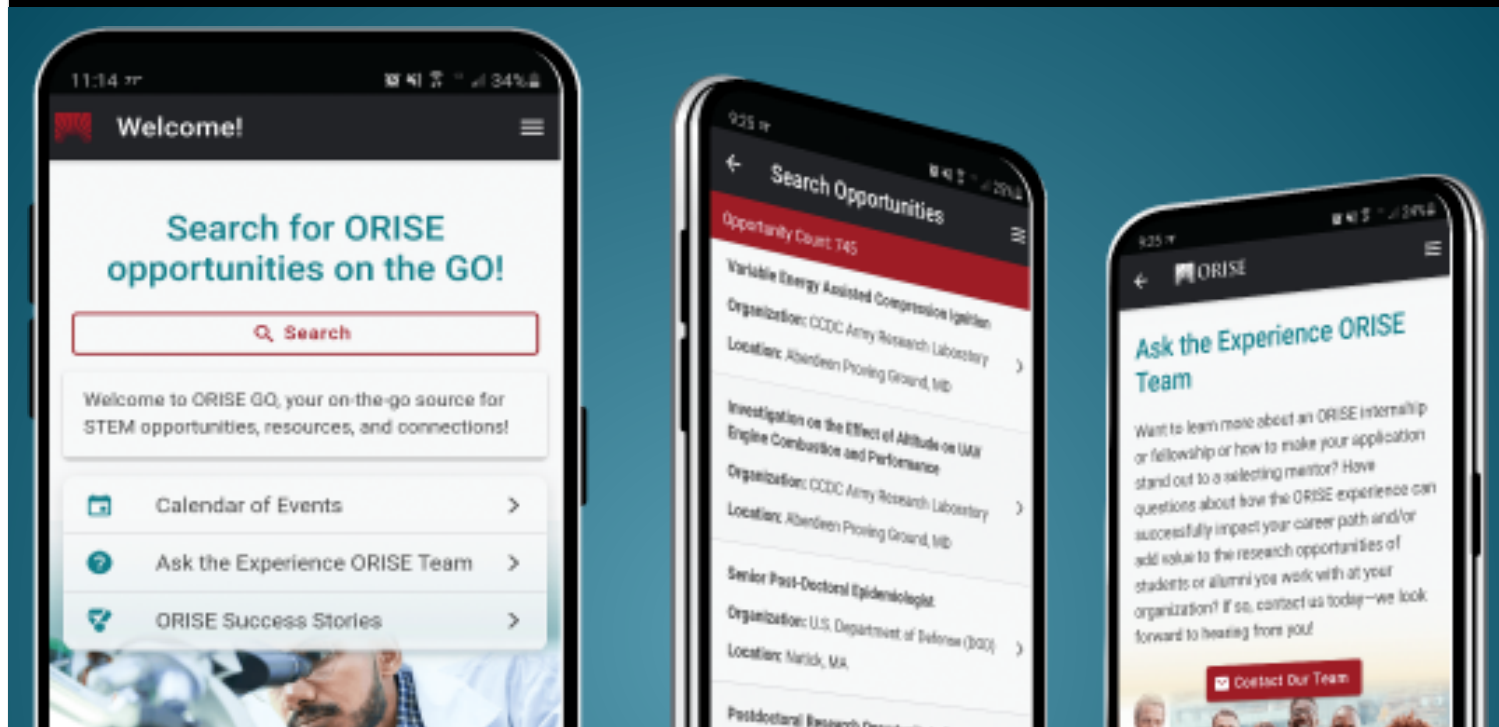 11:14
34%
Welcome!
Search for ORISE
opportunities on the GO!
Search
Welcome to ORISE GO, your on-the-go source for
STEM opportunities, resources, and connections!
Calendar of Events
Ask the Experience ORISE Team
ORISE Success Stories
9:25
Search Opportunities
Opportunity Count: 745
Variable Energy Assisted Compression Ignition
Organization: CCDC Army Research Laboratory
Location: Aberdeen Proving Ground, MD
Investigation on the Effect of Altitude on UAV
Engine Combustion and Performance
Organization: CCDC Army Research Laboratory
Location: Aberdeen Proving Ground, MD
Senior Post-Doctoral Epidemiologist
Organization: U.S. Department of Defense (DOD)
Location: Natick, MA
Postdoctoral Research
9:25
ORISE
Ask the Experience ORISE
Team
Want to learn more about an ORISE internship
or fellowship or how to make your application
stand out to a selecting mentor? Have
questions about how the ORISE experience can
successfully impact your career path and/or
add value to the research opportunities of
students or alumni you work with at your
organization? If so, contact us today—we look
forward to hearing from you!
Contact Our Team